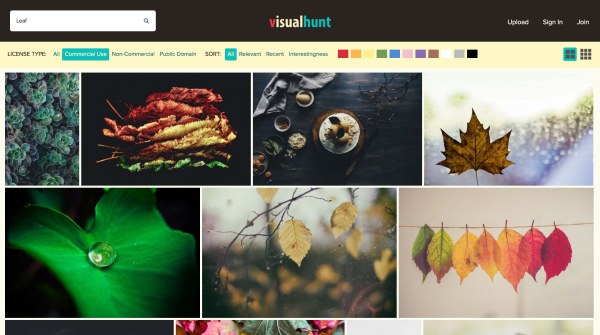 Leaf
visualhunt
Upload Sign In Join
LICENSE TYPE: All Commercial Use Non-Commercial Public Domain SORT: All Relevant Recent Interestingness